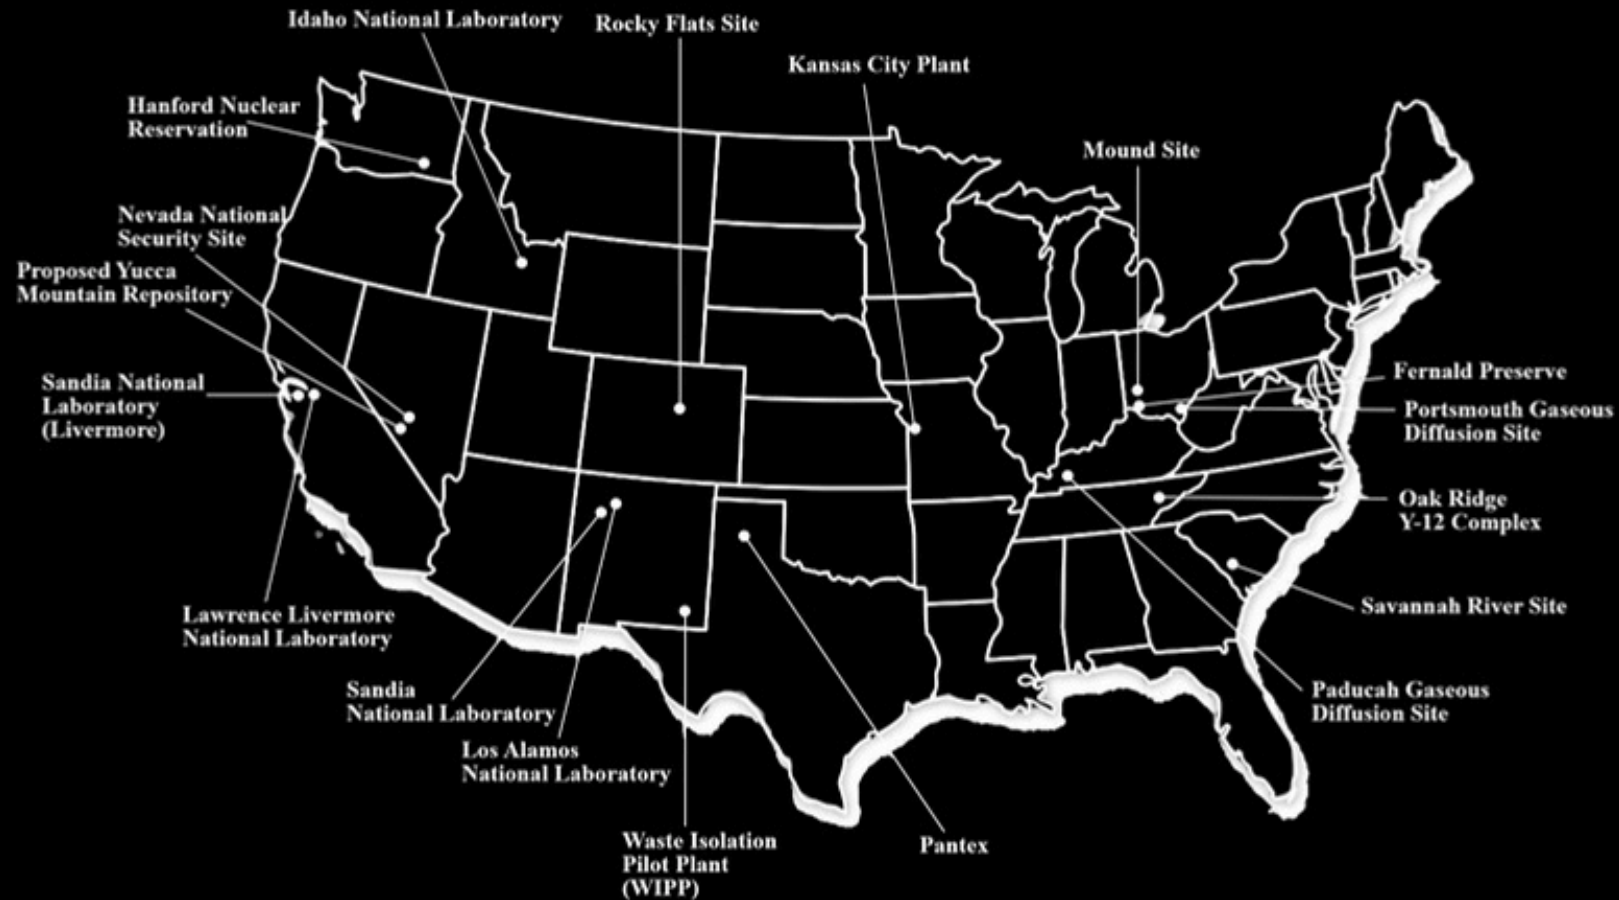 Idaho National Laboratory
Rocky Flats Site
Kansas City Plant
Hanford Nuclear
Reservation
Mound Site
Nevada National
Security Site
Proposed Yucca
Mountain Repository
Sandia National
Laboratory
(Livermore)
Fernald Preserve
Portsmouth Gaseous
Diffusion Site
Oak Ridge
Y-12 Complex
Savannah River Site
Lawrence Livermore
National Laboratory
Sandia
National Laboratory
Los Alamos
National Laboratory
Paducah Gaseous
Diffusion Site
Waste Isolation
Pilot Plant
(WIPP)
Pantex